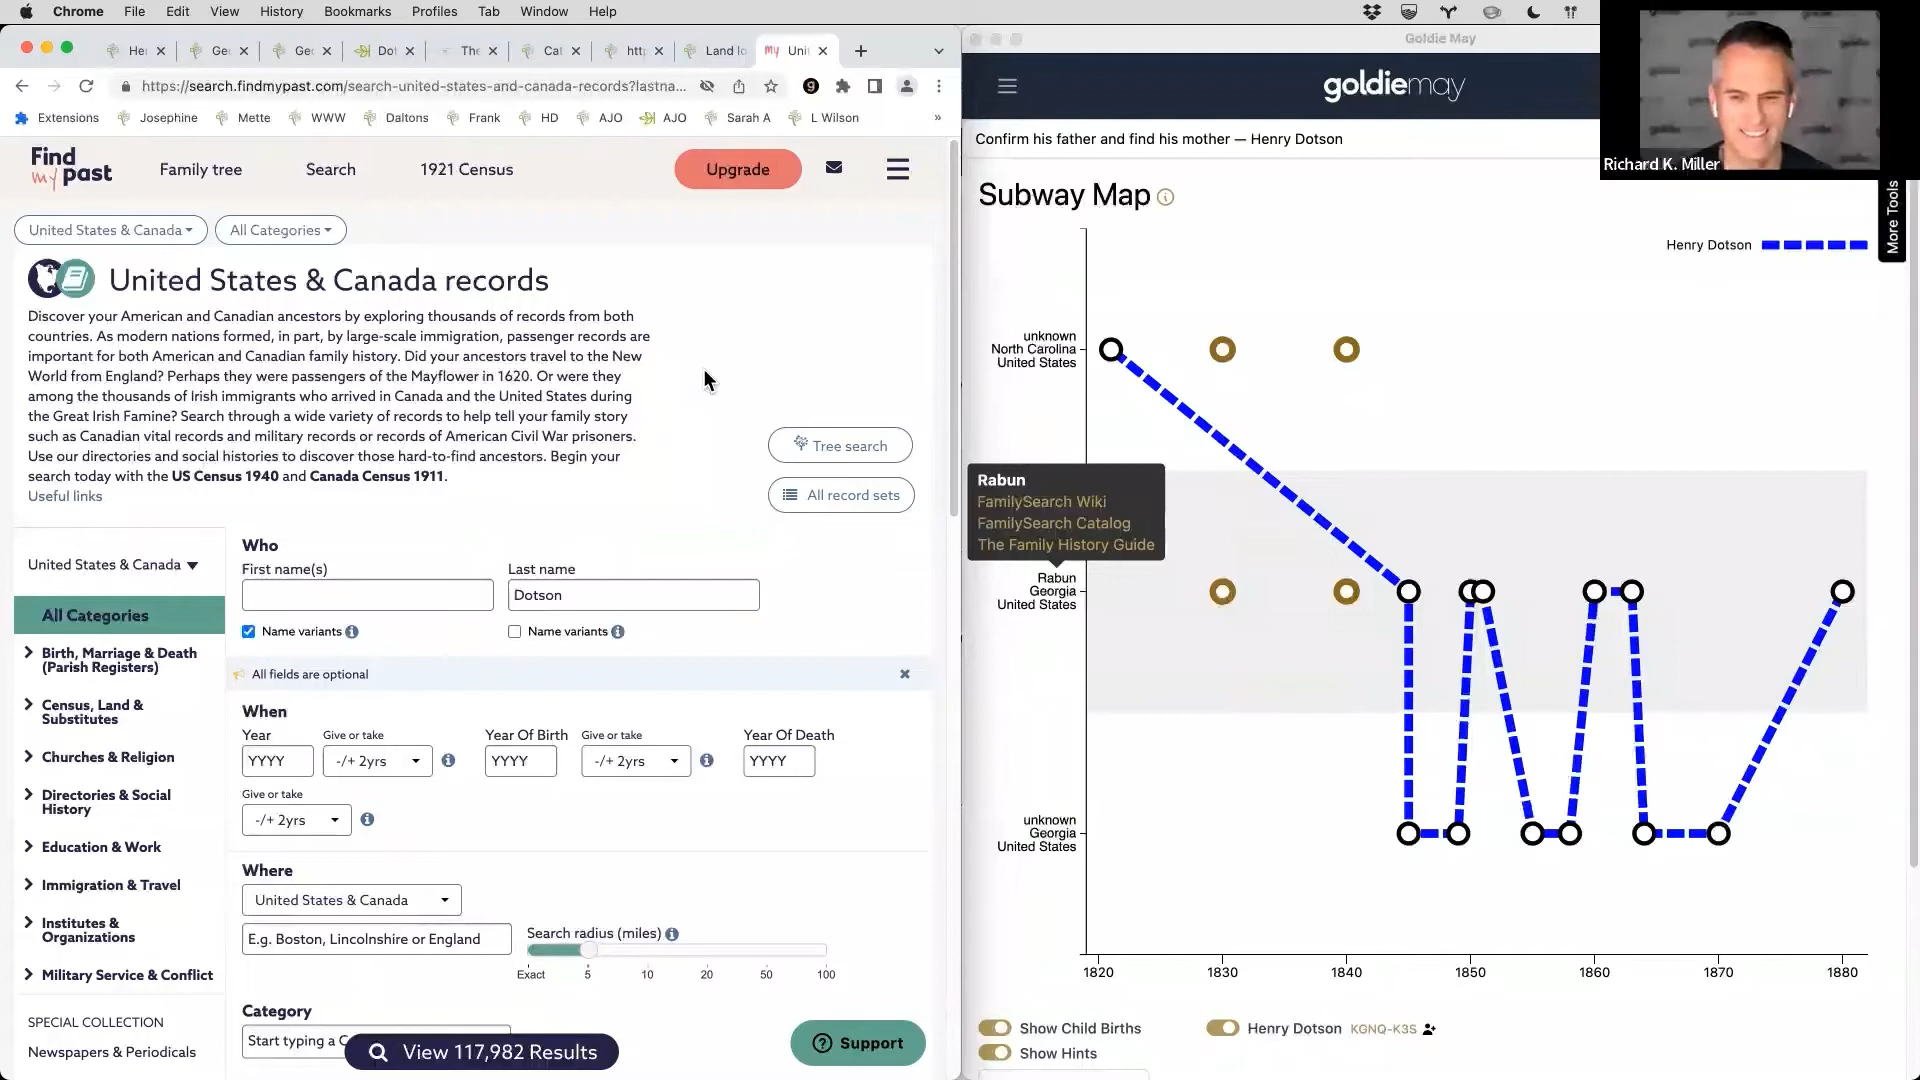 Chrome File Edit View History Bookmarks Profiles Tab Window Help
He Geo Geo Dot The Cat htt Land lo my Uni
Goldie May
https://search.findmypast.com/search-united-states-and-canada-records?lastna...
Extensions Josephine Mette WWW Daltons Frank HD AJO AJO Sarah A L Wilson »
Find my past
Family tree Search 1921 Census Upgrade
United States & Canada All Categories
United States & Canada records
Discover your American and Canadian ancestors by exploring thousands of records from both
countries. As modern nations formed, in part, by large-scale immigration, passenger records are
important for both American and Canadian family history. Did your ancestors travel to the New
World from England? Perhaps they were passengers of the Mayflower in 1620. Or were they
among the thousands of Irish immigrants who arrived in Canada and the United States during
the Great Irish Famine? Search through a wide variety of records to help tell your family story
such as Canadian vital records and military records or records of American Civil War prisoners.
Use our directories and social histories to discover those hard-to-find ancestors. Begin your
search today with the US Census 1940 and Canada Census 1911.
Useful links
Tree search
All record sets
United States & Canada
All Categories
Birth, Marriage & Death
(Parish Registers)
Census, Land &
Substitutes
Churches & Religion
Directories & Social
History
Education & Work
Immigration & Travel
Institutes &
Organizations
Military Service & Conflict
SPECIAL COLLECTION
Newspapers & Periodicals
Who
First name(s) Last name
Dotson
Name variants Name variants
All fields are optional
When
Year Give or take Year Of Birth Give or take Year Of Death
YYYY -/+ 2yrs YYYY -/+ 2yrs YYYY
Give or take
-/+ 2yrs
Where
United States & Canada
E.g. Boston, Lincolnshire or England
Search radius (miles)
Exact 5 10 20 50 100
Category
Start typing a C
View 117,982 Results
Support
goldiemay
Confirm his father and find his mother — Henry Dotson
Richard K. Miller
Subway Map
More Tools
Henry Dotson
unknown
North Carolina
United States
Rabun
FamilySearch Wiki
FamilySearch Catalog
The Family History Guide
Rabun
Georgia
United States
unknown
Georgia
United States
1820 1830 1840 1850 1860 1870 1880
Show Child Births Henry Dotson KGNQ-K3S
Show Hints